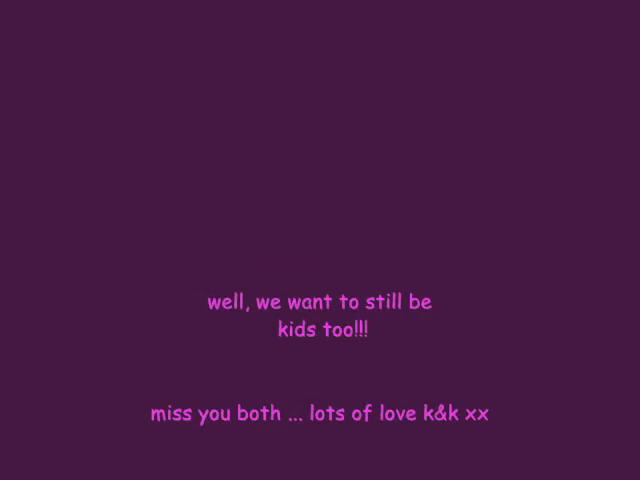 well, we want to still be
kids too!!!
miss you both ... lots of love k&k xx